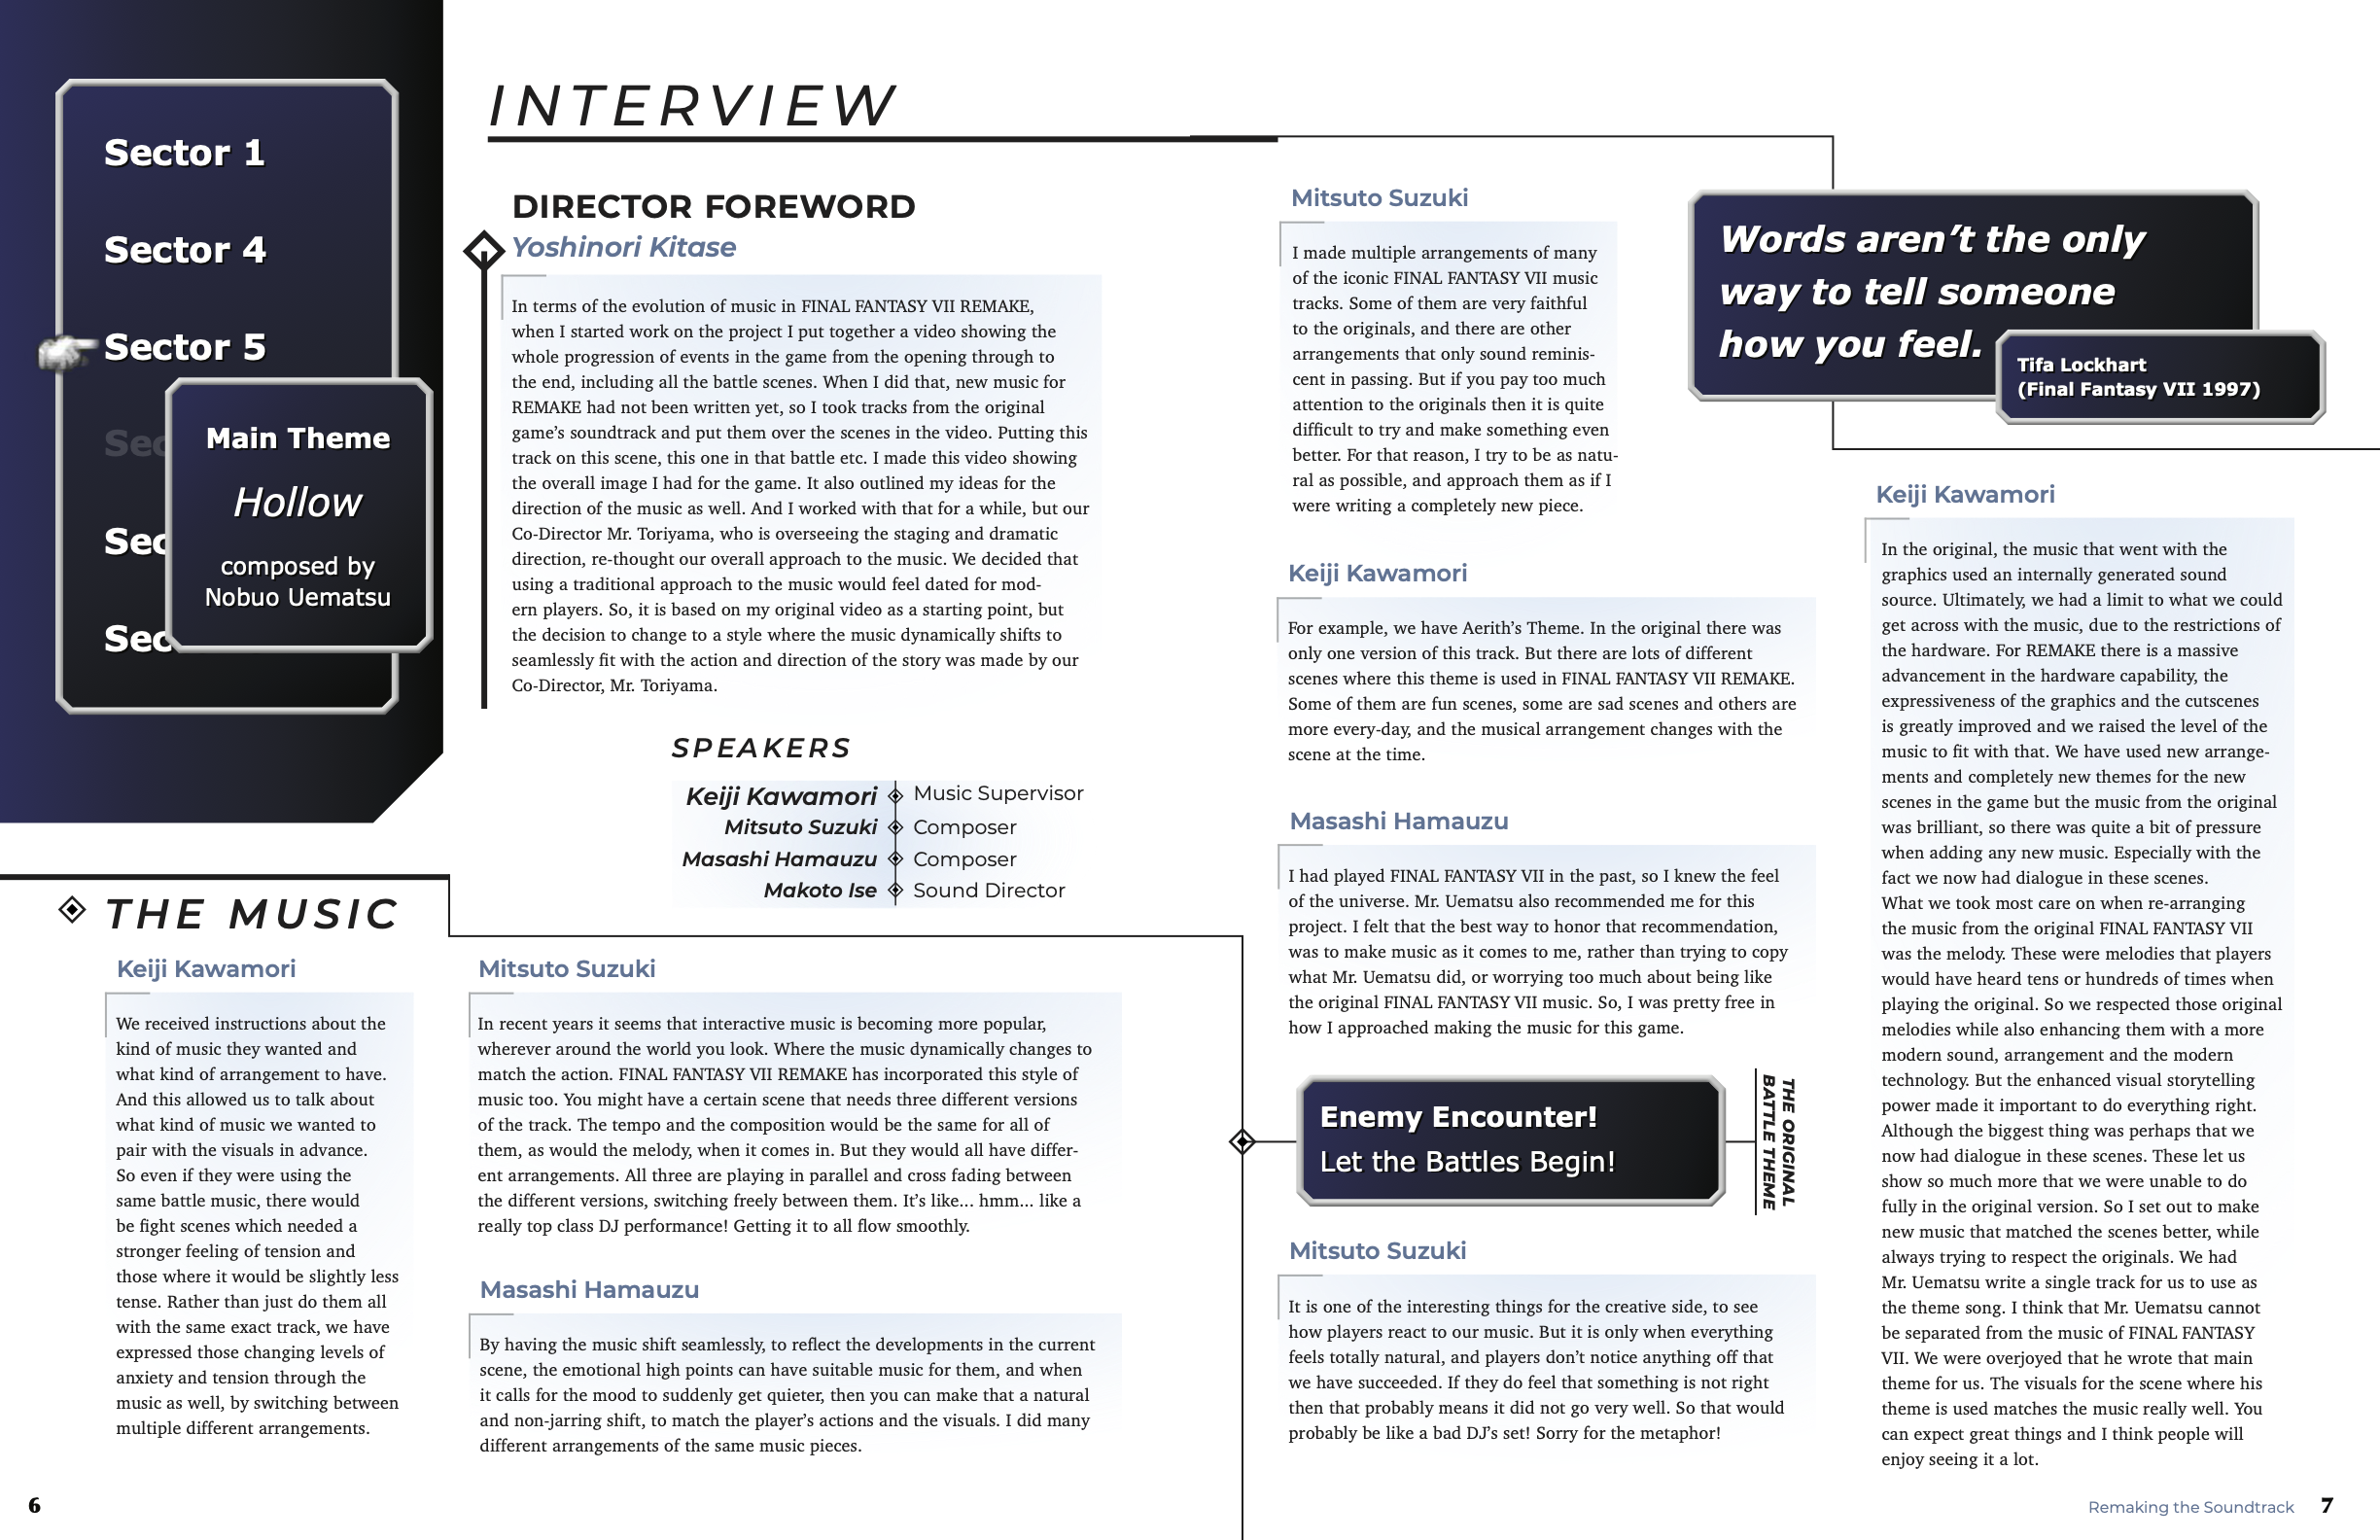 Sector 1
Sector 4
Sector 5
Sec
Sec
Sec
Main Theme
Hollow
composed by
Nobuo Uematsu
INTERVIEW
DIRECTOR FOREWORD
Yoshinori Kitase
In terms of the evolution of music in FINAL FANTASY VII REMAKE,
when I started work on the project I put together a video showing the
whole progression of events in the game from the opening through to
the end, including all the battle scenes. When I did that, new music for
REMAKE had not been written yet, so I took tracks from the original
game’s soundtrack and put them over the scenes in the video. Putting this
track on this scene, this one in that battle etc. I made this video showing
the overall image I had for the game. It also outlined my ideas for the
direction of the music as well. And I worked with that for a while, but our
Co-Director Mr. Toriyama, who is overseeing the staging and dramatic
direction, re-thought our overall approach to the music. We decided that
using a traditional approach to the music would feel dated for mod-
ern players. So, it is based on my original video as a starting point, but
the decision to change to a style where the music dynamically shifts to
seamlessly fit with the action and direction of the story was made by our
Co-Director, Mr. Toriyama.
SPEAKERS
Keiji Kawamori Music Supervisor
Mitsuto Suzuki Composer
Masashi Hamauzu Composer
Makoto Ise Sound Director
THE MUSIC
Keiji Kawamori
We received instructions about the
kind of music they wanted and
what kind of arrangement to have.
And this allowed us to talk about
what kind of music we wanted to
pair with the visuals in advance.
So even if they were using the
same battle music, there would
be fight scenes which needed a
stronger feeling of tension and
those where it would be slightly less
tense. Rather than just do them all
with the same exact track, we have
expressed those changing levels of
anxiety and tension through the
music as well, by switching between
multiple different arrangements.
Mitsuto Suzuki
In recent years it seems that interactive music is becoming more popular,
wherever around the world you look. Where the music dynamically changes to
match the action. FINAL FANTASY VII REMAKE has incorporated this style of
music too. You might have a certain scene that needs three different versions
of the track. The tempo and the composition would be the same for all of
them, as would the melody, when it comes in. But they would all have differ-
ent arrangements. All three are playing in parallel and cross fading between
the different versions, switching freely between them. It’s like... hmm... like a
really top class DJ performance! Getting it to all flow smoothly.
Masashi Hamauzu
By having the music shift seamlessly, to reflect the developments in the current
scene, the emotional high points can have suitable music for them, and when
it calls for the mood to suddenly get quieter, then you can make that a natural
and non-jarring shift, to match the player’s actions and the visuals. I did many
different arrangements of the same music pieces.
6
Mitsuto Suzuki
I made multiple arrangements of many
of the iconic FINAL FANTASY VII music
tracks. Some of them are very faithful
to the originals, and there are other
arrangements that only sound reminis-
cent in passing. But if you pay too much
attention to the originals then it is quite
difficult to try and make something even
better. For that reason, I try to be as natu-
ral as possible, and approach them as if I
were writing a completely new piece.
Keiji Kawamori
For example, we have Aerith’s Theme. In the original there was
only one version of this track. But there are lots of different
scenes where this theme is used in FINAL FANTASY VII REMAKE.
Some of them are fun scenes, some are sad scenes and others are
more every-day, and the musical arrangement changes with the
scene at the time.
Masashi Hamauzu
I had played FINAL FANTASY VII in the past, so I knew the feel
of the universe. Mr. Uematsu also recommended me for this
project. I felt that the best way to honor that recommendation,
was to make music as it comes to me, rather than trying to copy
what Mr. Uematsu did, or worrying too much about being like
the original FINAL FANTASY VII music. So, I was pretty free in
how I approached making the music for this game.
Enemy Encounter!
Let the Battles Begin!
THE ORIGINAL
BATTLE THEME
Mitsuto Suzuki
It is one of the interesting things for the creative side, to see
how players react to our music. But it is only when everything
feels totally natural, and players don’t notice anything off that
we have succeeded. If they do feel that something is not right
then that probably means it did not go very well. So that would
probably be like a bad DJ’s set! Sorry for the metaphor!
Words aren’t the only
way to tell someone
how you feel.
Tifa Lockhart
(Final Fantasy VII 1997)
Keiji Kawamori
In the original, the music that went with the
graphics used an internally generated sound
source. Ultimately, we had a limit to what we could
get across with the music, due to the restrictions of
the hardware. For REMAKE there is a massive
advancement in the hardware capability, the
expressiveness of the graphics and the cutscenes
is greatly improved and we raised the level of the
music to fit with that. We have used new arrange-
ments and completely new themes for the new
scenes in the game but the music from the original
was brilliant, so there was quite a bit of pressure
when adding any new music. Especially with the
fact we now had dialogue in these scenes.
What we took most care on when re-arranging
the music from the original FINAL FANTASY VII
was the melody. These were melodies that players
would have heard tens or hundreds of times when
playing the original. So we respected those original
melodies while also enhancing them with a more
modern sound, arrangement and the modern
technology. But the enhanced visual storytelling
power made it important to do everything right.
Although the biggest thing was perhaps that we
now had dialogue in these scenes. These let us
show so much more that we were unable to do
fully in the original version. So I set out to make
new music that matched the scenes better, while
always trying to respect the originals. We had
Mr. Uematsu write a single track for us to use as
the theme song. I think that Mr. Uematsu cannot
be separated from the music of FINAL FANTASY
VII. We were overjoyed that he wrote that main
theme for us. The visuals for the scene where his
theme is used matches the music really well. You
can expect great things and I think people will
enjoy seeing it a lot.
Remaking the Soundtrack 7